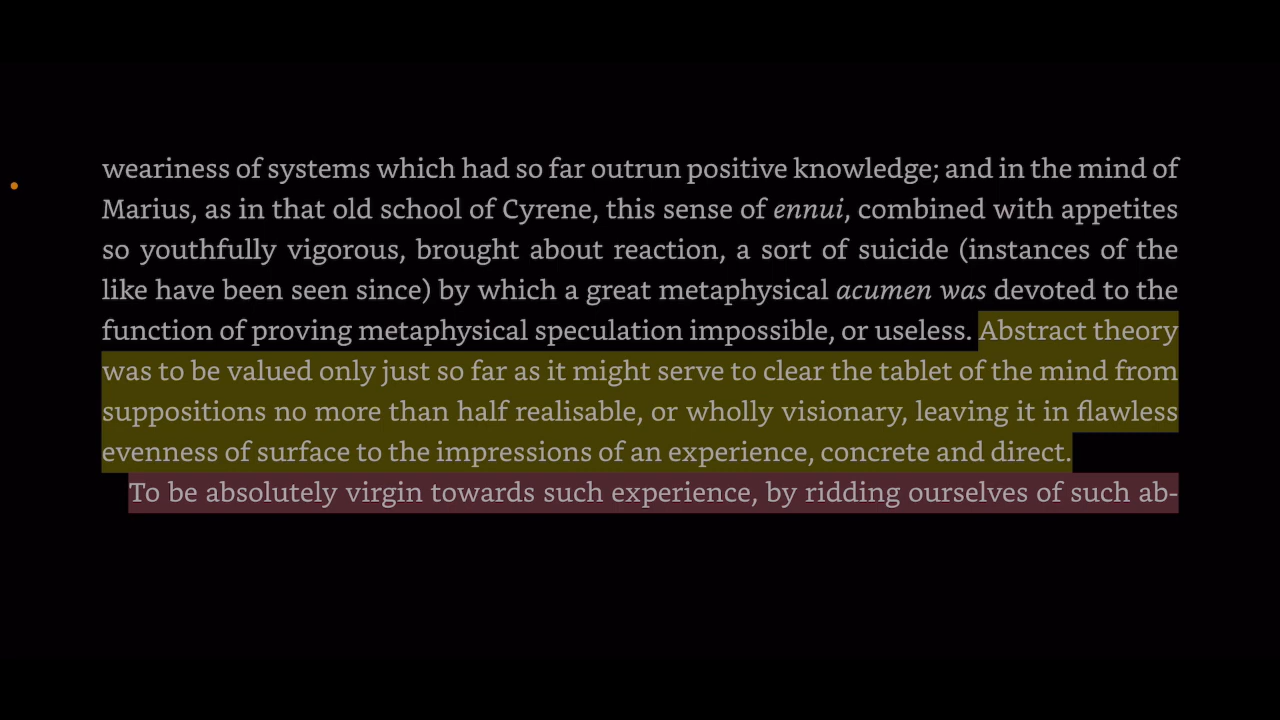 weariness of systems which had so far outrun positive knowledge; and in the mind of
Marius, as in that old school of Cyrene, this sense of ennui, combined with appetites
so youthfully vigorous, brought about reaction, a sort of suicide (instances of the
like have been seen since) by which a great metaphysical acumen was devoted to the
function of proving metaphysical speculation impossible, or useless. Abstract theory
was to be valued only just so far as it might serve to clear the tablet of the mind from
suppositions no more than half realisable, or wholly visionary, leaving it in flawless
evenness of surface to the impressions of an experience, concrete and direct.
To be absolutely virgin towards such experience, by ridding ourselves of such ab-